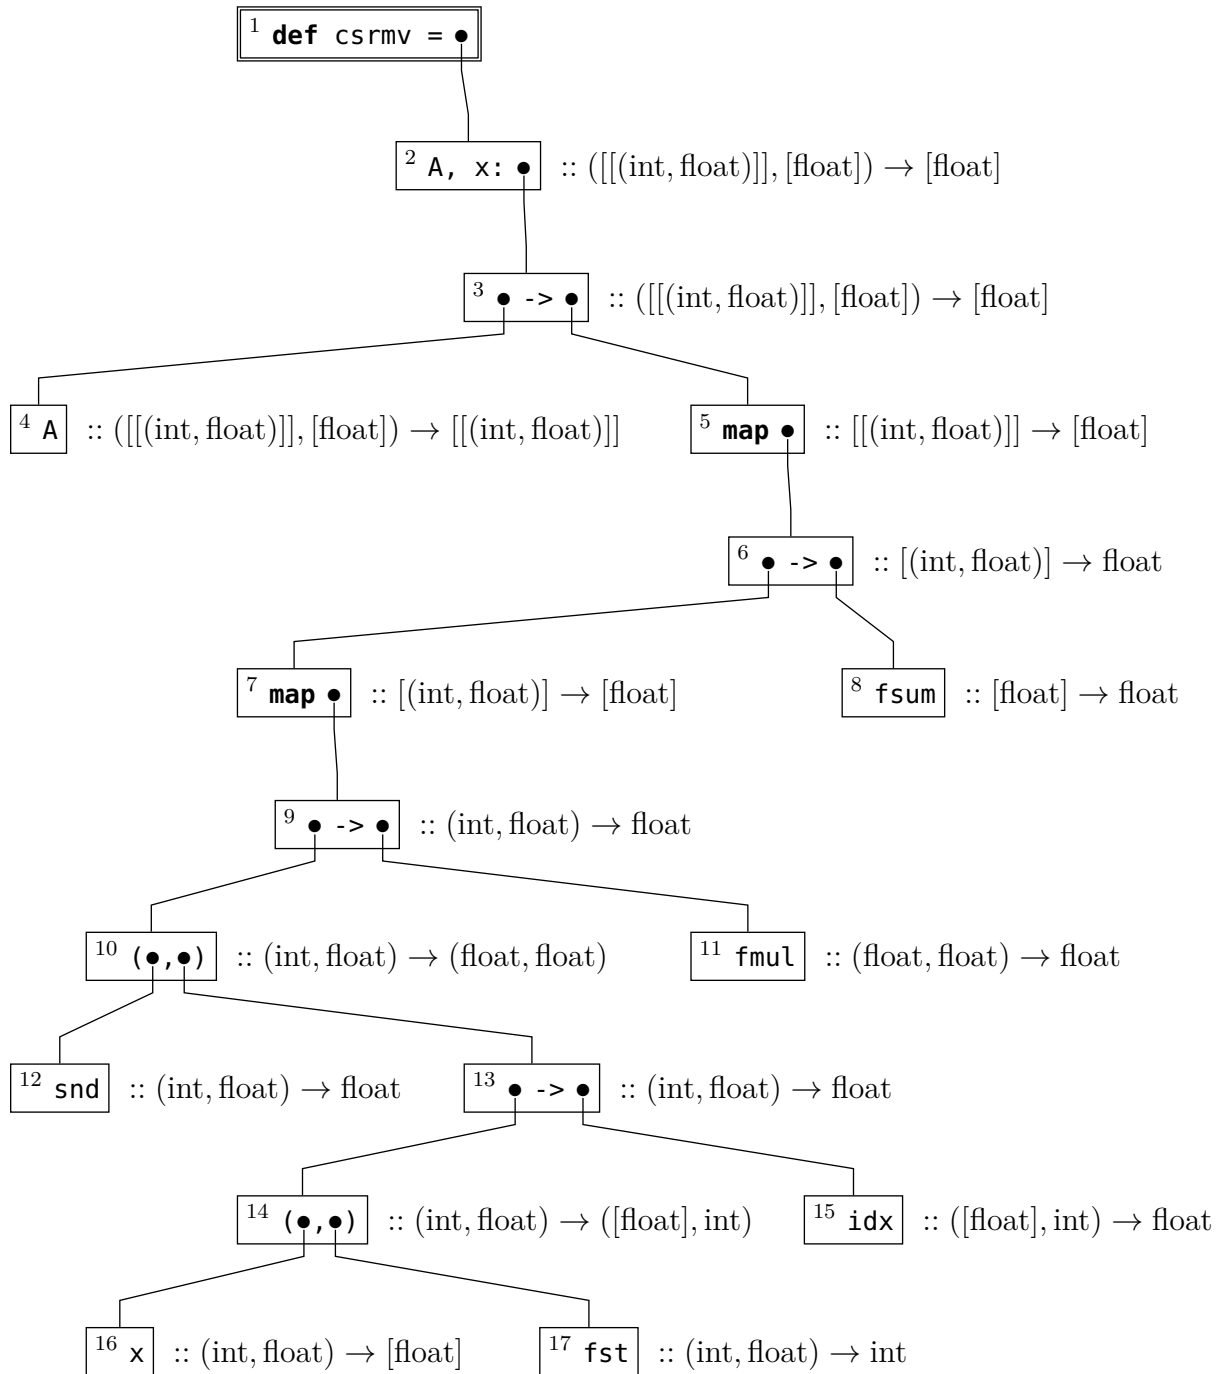 1 def csrmv = ●
2 A, x: ● :: ([[(int, float)]], [float]) → [float]
3 ● -> ● :: ([[(int, float)]], [float]) → [float]
4 A :: ([[(int, float)]], [float]) → [[(int, float)]]
5 map ● :: [[(int, float)]] → [float]
6 ● -> ● :: [(int, float)] → float
7 map ● :: [(int, float)] → [float]
8 fsum :: [float] → float
9 ● -> ● :: (int, float) → float
10 (●,●) :: (int, float) → (float, float)
11 fmul :: (float, float) → float
12 snd :: (int, float) → float
13 ● -> ● :: (int, float) → float
14 (●,●) :: (int, float) → ([float], int)
15 idx :: ([float], int) → float
16 x :: (int, float) → [float]
17 fst :: (int, float) → int